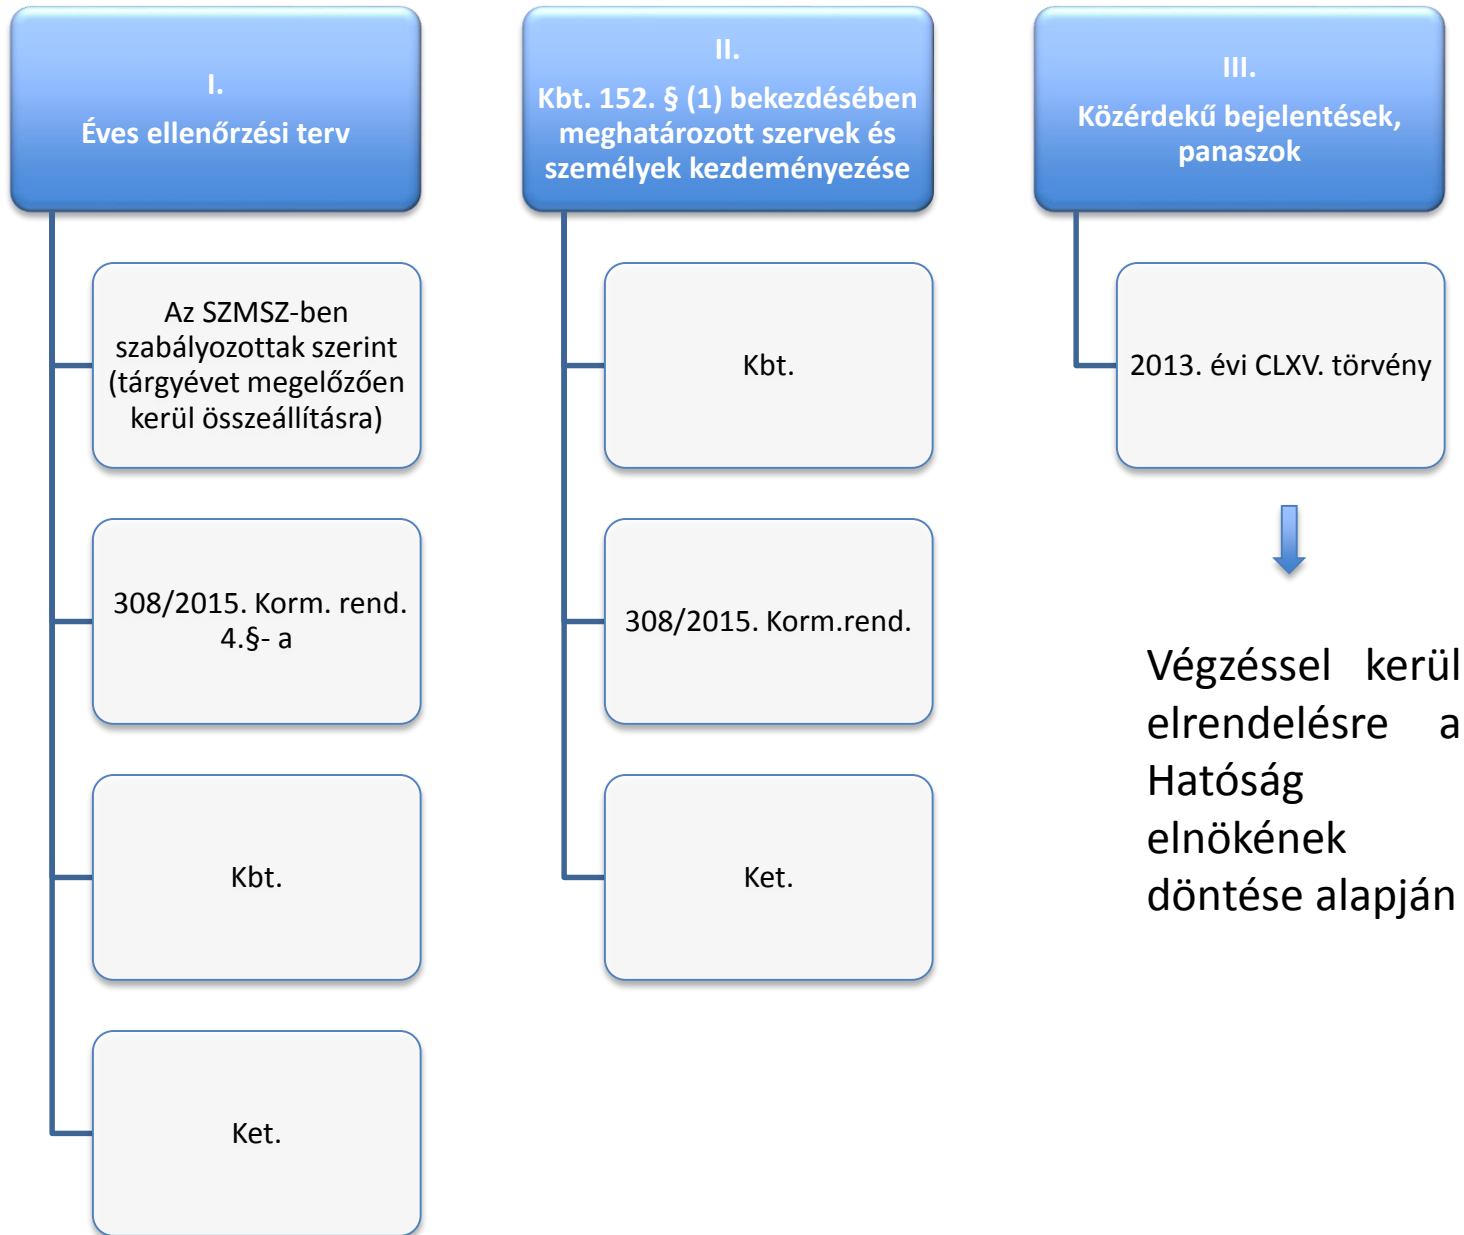 I.
Éves ellenőrzési terv
Az SZMSZ-ben
szabályozottak szerint
(tárgyévet megelőzően
kerül összeállításra)
308/2015. Korm. rend.
4.§- a
Kbt.
Ket.
II.
Kbt. 152. § (1) bekezdésében
meghatározott szervek és
személyek kezdeményezése
Kbt.
308/2015. Korm.rend.
Ket.
III.
Közérdekű bejelentések,
panaszok
2013. évi CLXV. törvény
Végzéssel kerül
elrendelésre a
Hatóság
elnökének
döntése alapján